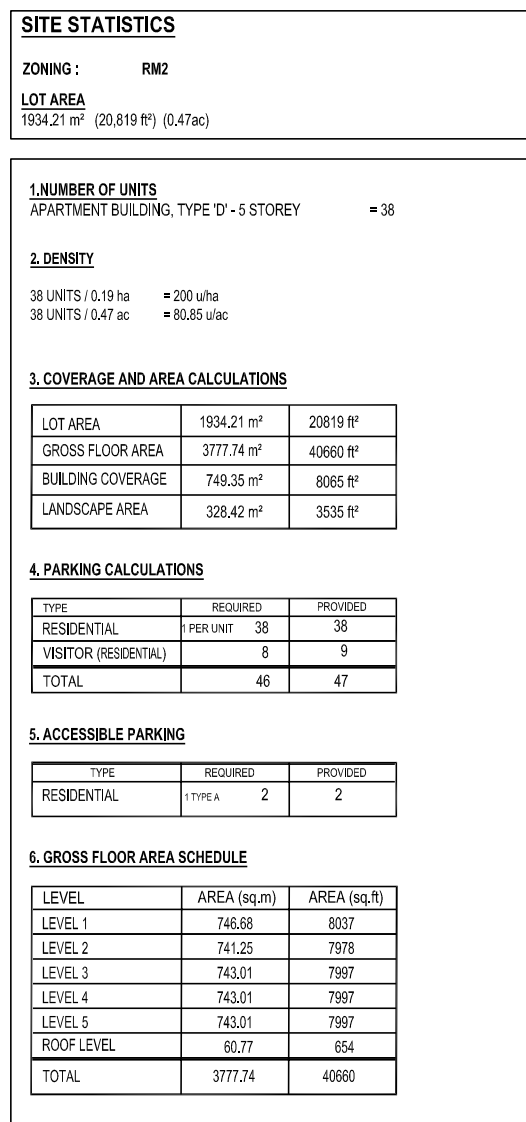 SITE STATISTICS
ZONING : RM2
LOT AREA
1934.21 m² (20,819 ft²) (0.47ac)
1.NUMBER OF UNITS
APARTMENT BUILDING, TYPE 'D' - 5 STOREY = 38
2. DENSITY
38 UNITS / 0.19 ha = 200 u/ha
38 UNITS / 0.47 ac = 80.85 u/ac
3. COVERAGE AND AREA CALCULATIONS
LOT AREA 1934.21 m² 20819 ft²
GROSS FLOOR AREA 3777.74 m² 40660 ft²
BUILDING COVERAGE 749.35 m² 8065 ft²
LANDSCAPE AREA 328.42 m² 3535 ft²
4. PARKING CALCULATIONS
TYPE REQUIRED PROVIDED
RESIDENTIAL 1 PER UNIT 38 38
VISITOR (RESIDENTIAL) 8 9
TOTAL 46 47
5. ACCESSIBLE PARKING
TYPE REQUIRED PROVIDED
RESIDENTIAL 1 TYPE A 2 2
6. GROSS FLOOR AREA SCHEDULE
LEVEL AREA (sq.m) AREA (sq.ft)
LEVEL 1 746.68 8037
LEVEL 2 741.25 7978
LEVEL 3 743.01 7997
LEVEL 4 743.01 7997
LEVEL 5 743.01 7997
ROOF LEVEL 60.77 654
TOTAL 3777.74 40660